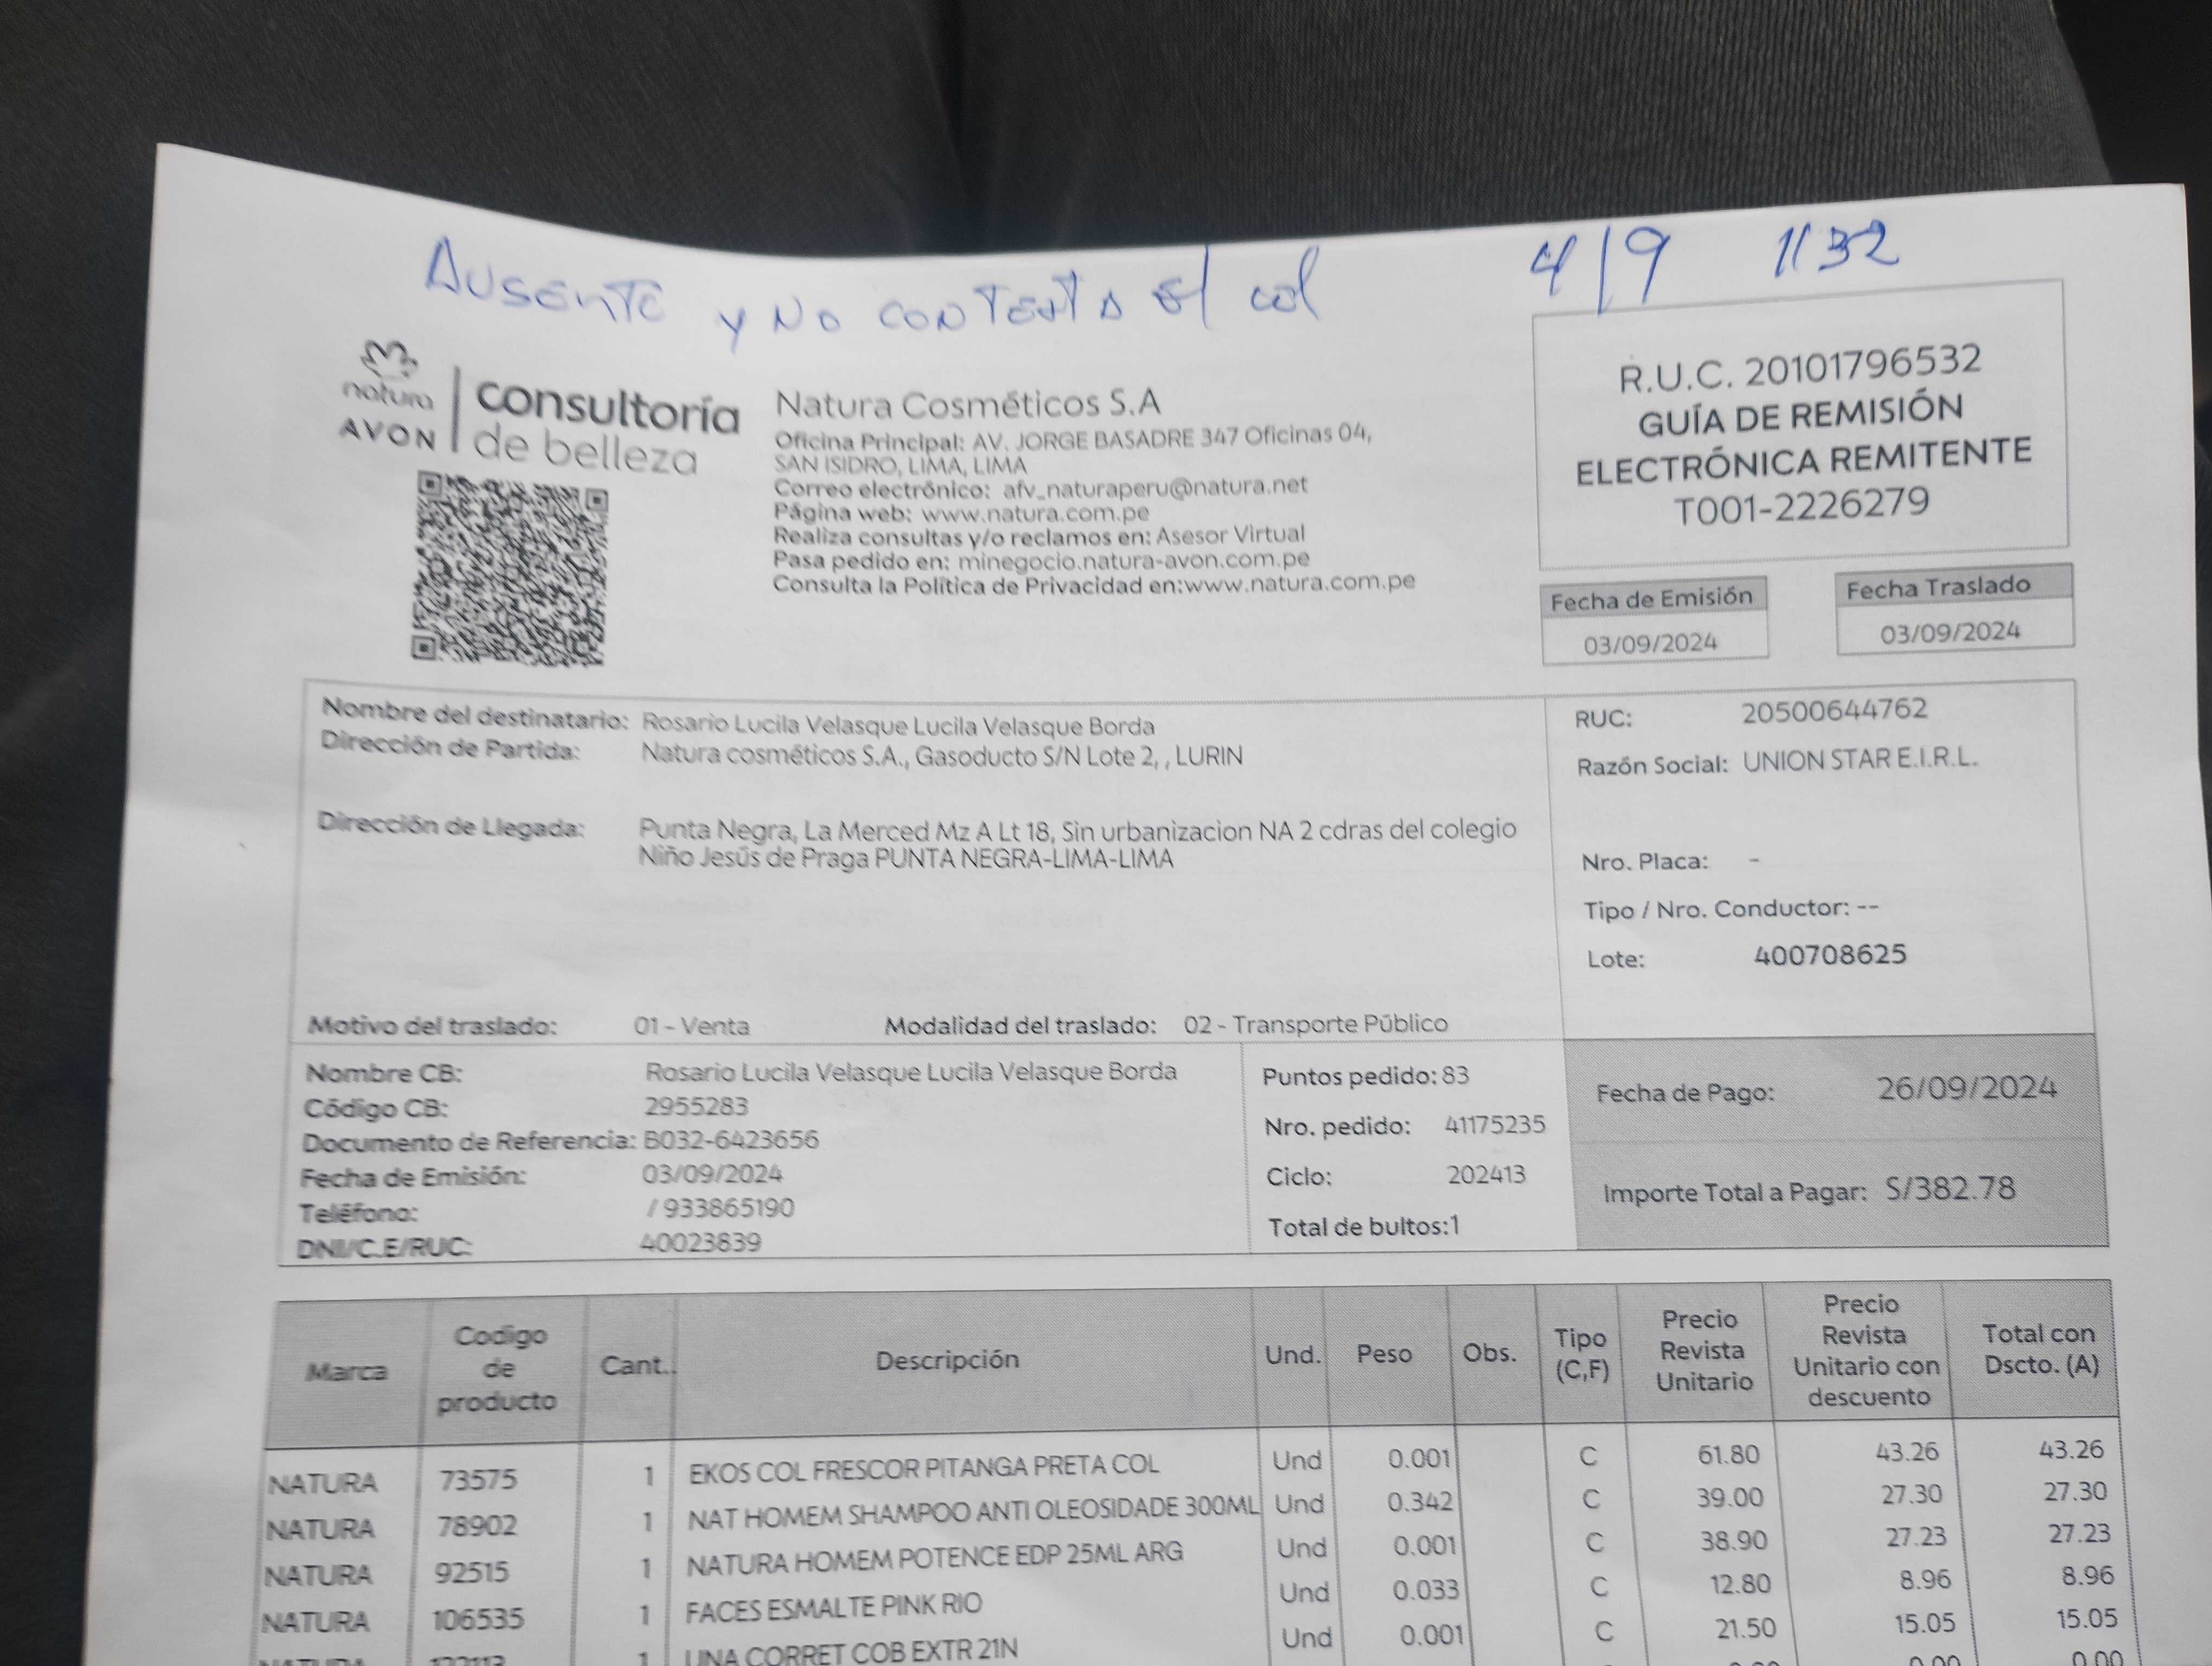 Ausente y no contesta el cel 4/9 1132
natura
AVON
consultoría
de belleza
Natura Cosméticos S.A
Oficina Principal: AV. JORGE BASADRE 347 Oficinas 04,
SAN ISIDRO, LIMA, LIMA
Correo electrónico: afv_naturaperu@natura.net
Página web: www.natura.com.pe
Realiza consultas y/o reclamos en: Asesor Virtual
Pasa pedido en: minegocio.natura-avon.com.pe
Consulta la Política de Privacidad en:www.natura.com.pe
R.U.C. 20101796532
GUÍA DE REMISIÓN
ELECTRÓNICA REMITENTE
T001-2226279
Fecha de Emisión
03/09/2024
Fecha Traslado
03/09/2024
Nombre del destinatario: Rosario Lucila Velasque Lucila Velasque Borda
Dirección de Partida: Natura cosméticos S.A., Gasoducto S/N Lote 2, , LURIN
Dirección de Llegada: Punta Negra, La Merced Mz A Lt 18, Sin urbanizacion NA 2 cdras del colegio
Niño Jesús de Praga PUNTA NEGRA-LIMA-LIMA
Motivo del traslado: 01 - Venta Modalidad del traslado: 02 - Transporte Público
RUC: 20500644762
Razón Social: UNION STAR E.I.R.L.
Nro. Placa: -
Tipo / Nro. Conductor: --
Lote: 400708625
Nombre CB: Rosario Lucila Velasque Lucila Velasque Borda
Código CB: 2955283
Documento de Referencia: B032-6423656
Fecha de Emisión: 03/09/2024
Teléfono: / 933865190
DNI/C.E/RUC: 40023839
Puntos pedido: 83
Nro. pedido: 41175235
Ciclo: 202413
Total de bultos:1
Fecha de Pago: 26/09/2024
Importe Total a Pagar: S/382.78
Marca
Codigo
de
producto
Cant..
Descripción
Und.
Peso
Obs.
Tipo
(C,F)
Precio
Revista
Unitario
Precio
Revista
Unitario con
descuento
Total con
Dscto. (A)
NATURA 73575 1 EKOS COL FRESCOR PITANGA PRETA COL Und 0.001 C 61.80 43.26 43.26
NATURA 78902 1 NAT HOMEM SHAMPOO ANTI OLEOSIDADE 300ML Und 0.342 C 39.00 27.30 27.30
NATURA 92515 1 NATURA HOMEM POTENCE EDP 25ML ARG Und 0.001 C 38.90 27.23 27.23
NATURA 106535 1 FACES ESMALTE PINK RIO Und 0.033 C 12.80 8.96 8.96
1 UNA CORRET COB EXTR 21N Und 0.001 C 21.50 15.05 15.05